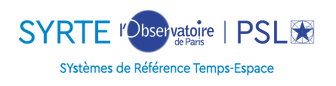 SYRTE l'Observatoire de Paris | PSL
SYstèmes de Référence Temps-Espace